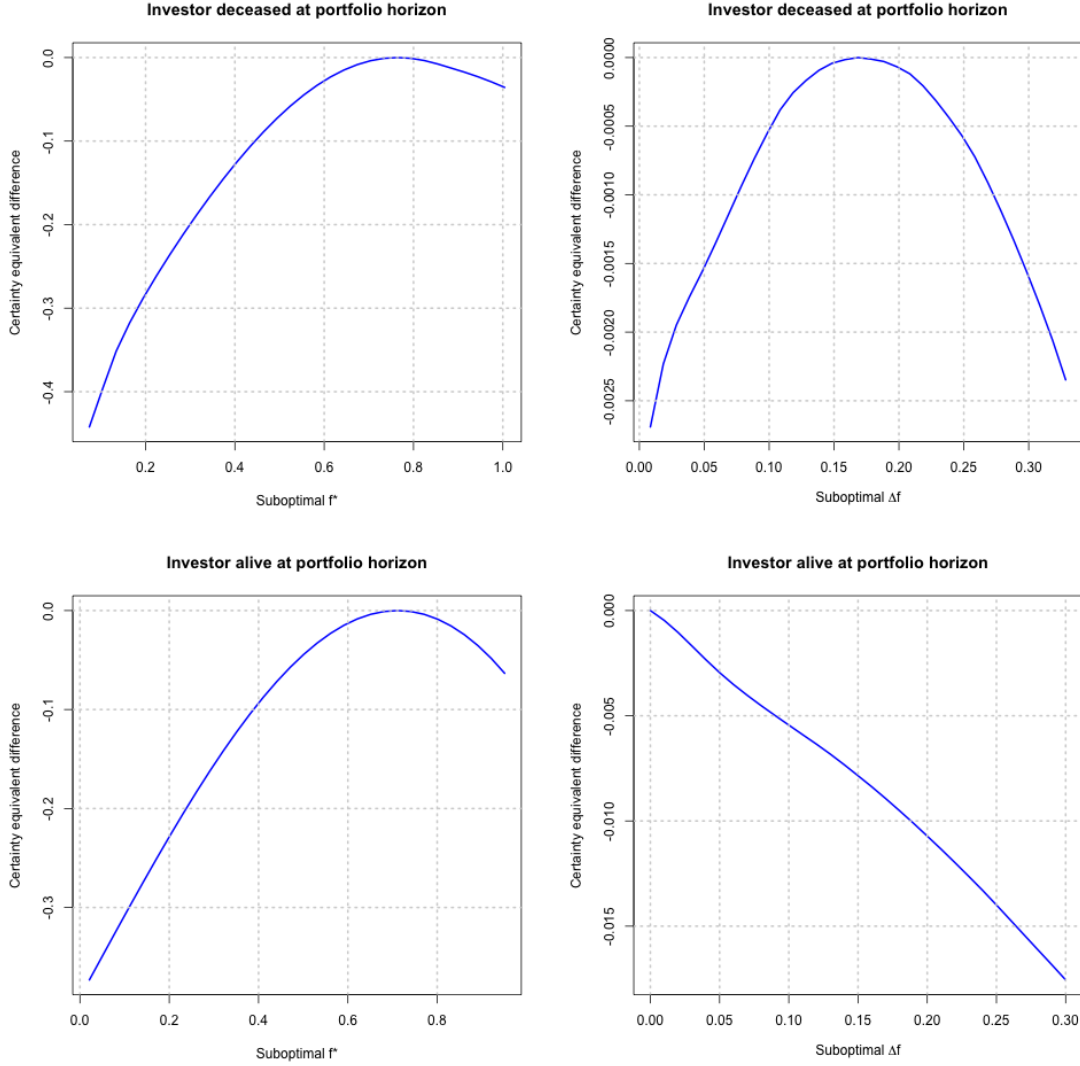 Investor deceased at portfolio horizon
Certainty equivalent difference
0.0
-0.1
-0.2
-0.3
-0.4
0.2 0.4 0.6 0.8 1.0
Suboptimal f*
Investor deceased at portfolio horizon
Certainty equivalent difference
0.0000
-0.0005
-0.0010
-0.0015
-0.0020
-0.0025
0.00 0.05 0.10 0.15 0.20 0.25 0.30
Suboptimal Δf
Investor alive at portfolio horizon
Certainty equivalent difference
0.0
-0.1
-0.2
-0.3
0.0 0.2 0.4 0.6 0.8
Suboptimal f*
Investor alive at portfolio horizon
Certainty equivalent difference
0.000
-0.005
-0.010
-0.015
0.00 0.05 0.10 0.15 0.20 0.25 0.30
Suboptimal Δf